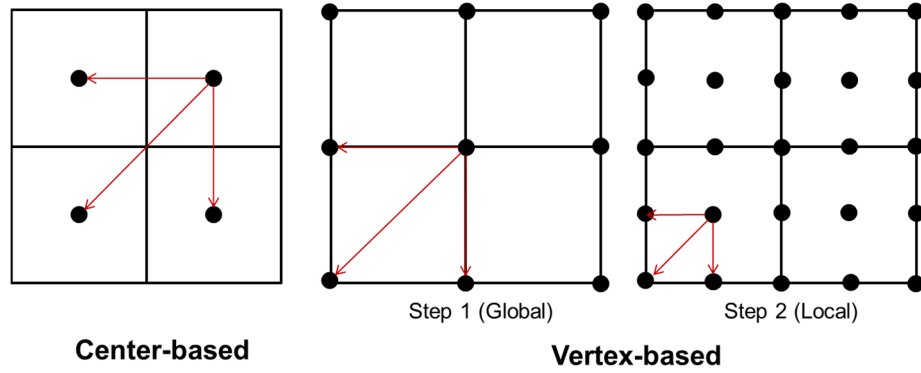 Step 1 (Global)
Step 2 (Local)
Center-based
Vertex-based